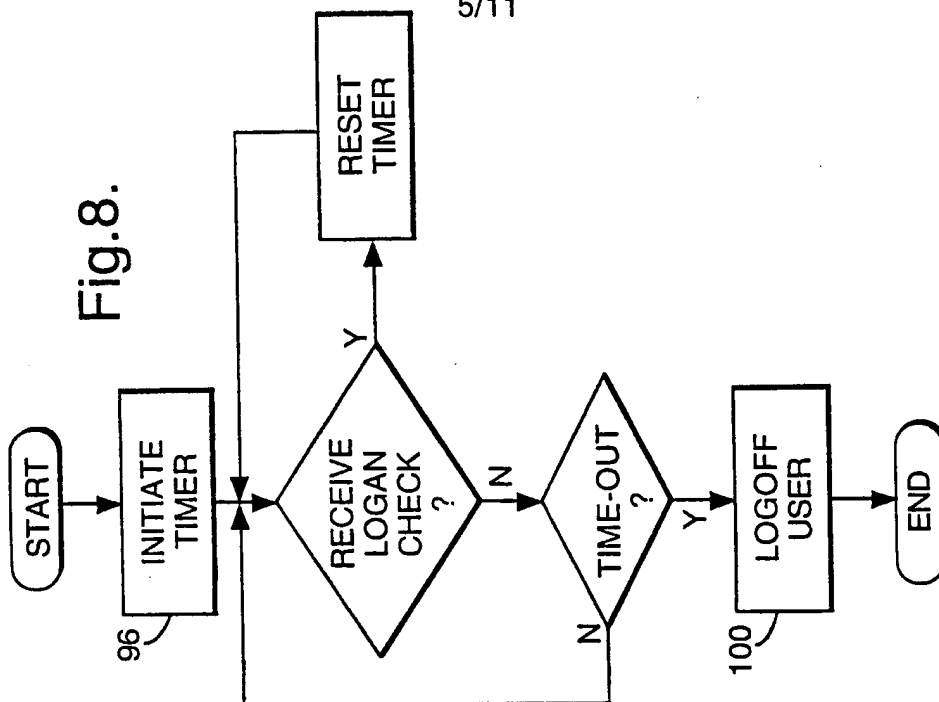 5/11
Fig.8.
START
INITIATE
TIMER
96
RECEIVE
LOGAN
CHECK
?
Y
RESET
TIMER
N
TIME-OUT
?
N
Y
LOGOFF
USER
100
END